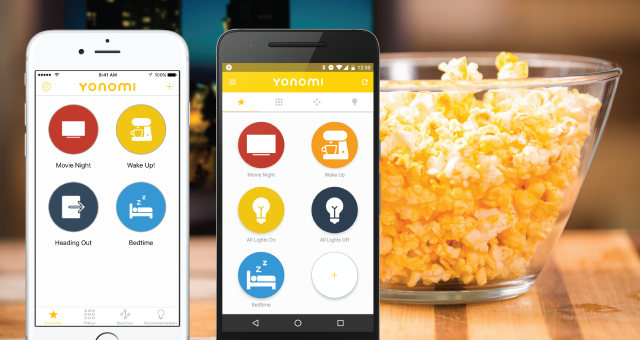 9:41 AM 100%
YONOMI
Movie Night Wake Up!
Heading Out Bedtime
Favorites Things Routines Recommendations
12:50
YONOMI
Movie Night Wake Up
All Lights On All Lights Off
z z
Bedtime